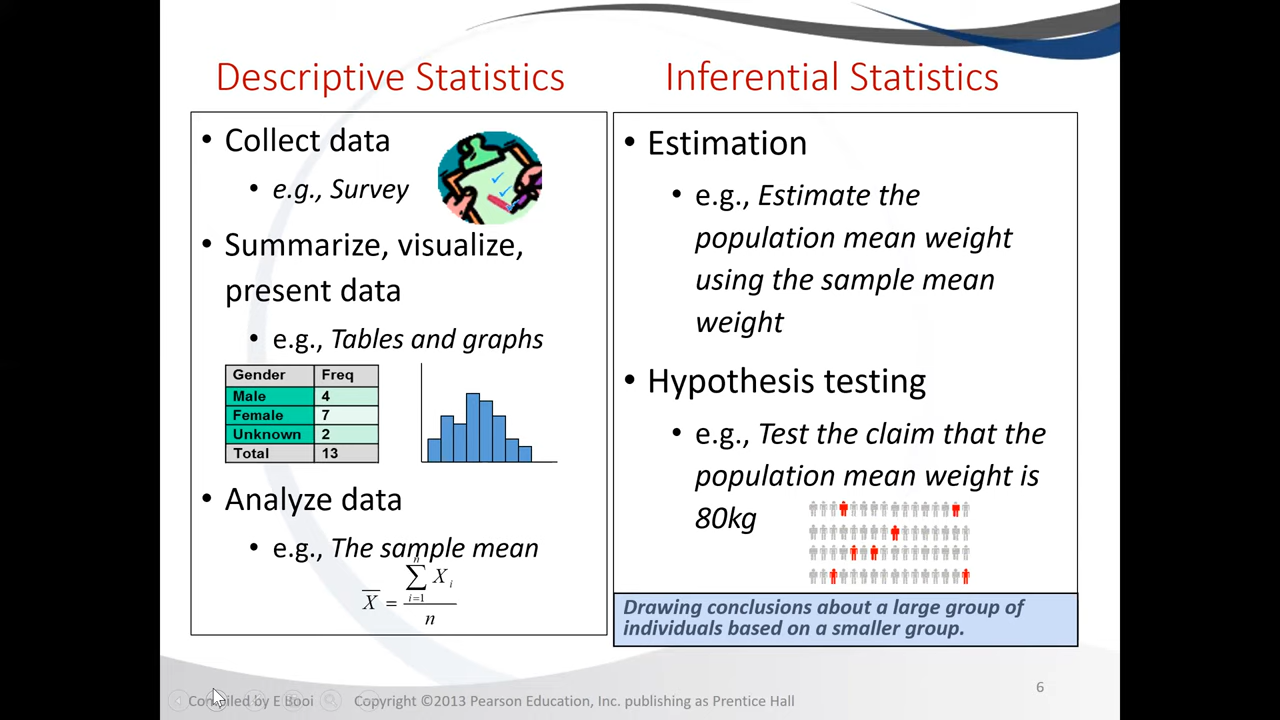 Descriptive Statistics
• Collect data
• e.g., Survey
• Summarize, visualize,
present data
• e.g., Tables and graphs
Gender Freq
Male 4
Female 7
Unknown 2
Total 13
• Analyze data
• e.g., The sample mean
X̄ = ∑ⁿᵢ₌₁ Xᵢ / n
Inferential Statistics
• Estimation
• e.g., Estimate the
population mean weight
using the sample mean
weight
• Hypothesis testing
• e.g., Test the claim that the
population mean weight is
80kg
Drawing conclusions about a large group of
individuals based on a smaller group.
Compiled by E Booi Copyright ©2013 Pearson Education, Inc. publishing as Prentice Hall
6